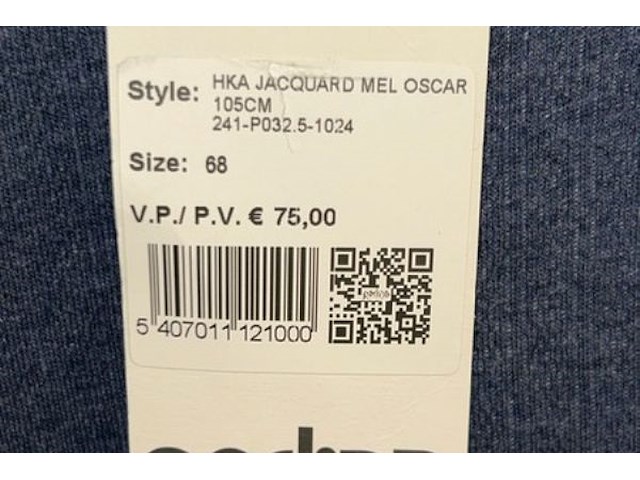 Style: HKA JACQUARD MEL OSCAR
105CM
241-P032.5-1024
Size: 68
V.P./ P.V. € 75,00
5 407011 121000